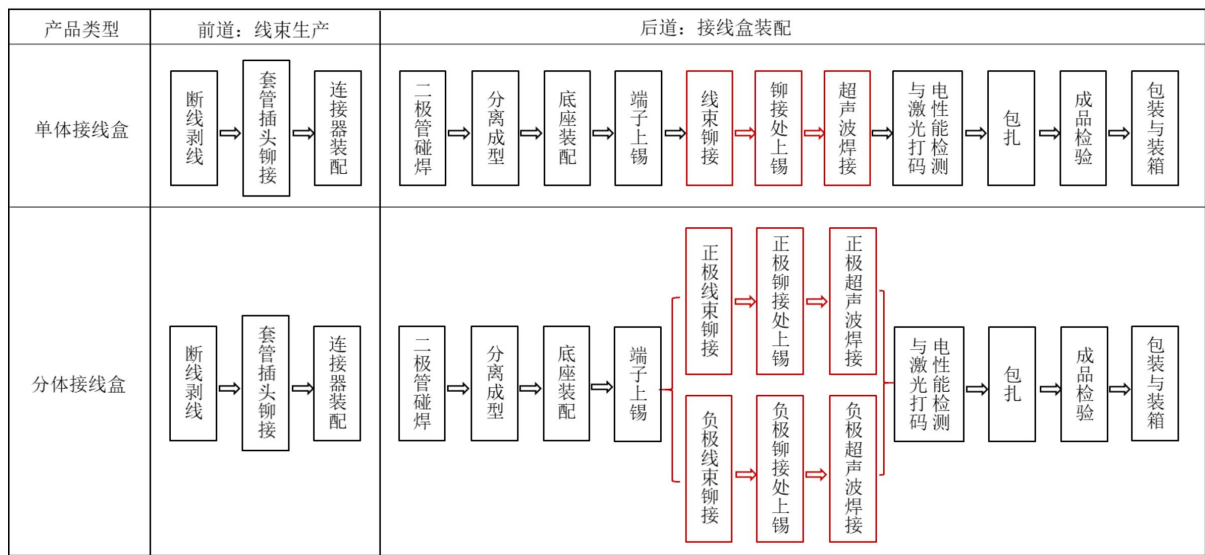 产品类型
前道：线束生产
后道：接线盒装配
单体接线盒
断线剥线
套管插头铆接
连接器装配
二极管碰焊
分离成型
底座装配
端子上锡
线束铆接
铆接处上锡
超声波焊接
电性能检测
与激光打码
包扎
成品检验
包装与装箱
分体接线盒
断线剥线
套管插头铆接
连接器装配
二极管碰焊
分离成型
底座装配
端子上锡
正极线束铆接
正极铆接处上锡
正极超声波焊接
负极线束铆接
负极铆接处上锡
负极超声波焊接
电性能检测
与激光打码
包扎
成品检验
包装与装箱